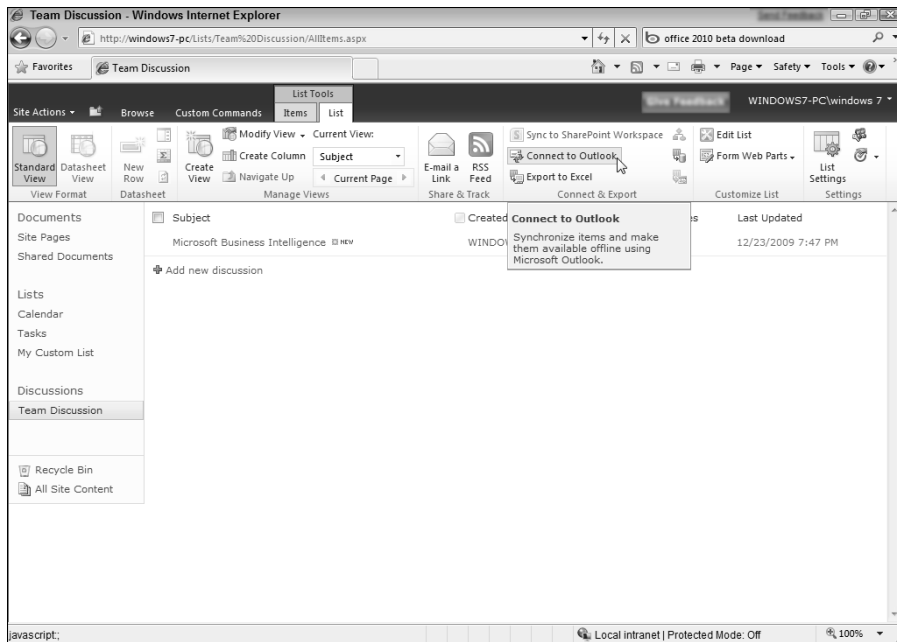 Team Discussion - Windows Internet Explorer
http://windows7-pc/Lists/Team%20Discussion/AllItems.aspx
office 2010 beta download
Favorites
Team Discussion
Page
Safety
Tools
List Tools
Site Actions
Browse
Custom Commands
Items
List
WINDOWS7-PC\windows 7
Standard View
Datasheet View
View Format
New Row
Datasheet
Create View
Modify View
Create Column
Navigate Up
Current View:
Subject
Current Page
Manage Views
E-mail a Link
RSS Feed
Share & Track
Sync to SharePoint Workspace
Connect to Outlook
Export to Excel
Connect & Export
Edit List
Form Web Parts
Customize List
List Settings
Settings
Documents
Site Pages
Shared Documents
Lists
Calendar
Tasks
My Custom List
Discussions
Team Discussion
Recycle Bin
All Site Content
Subject
Created
Last Updated
Microsoft Business Intelligence
NEW
12/23/2009 7:47 PM
Add new discussion
Connect to Outlook
Synchronize items and make
them available offline using
Microsoft Outlook.
javascript:;
Local intranet | Protected Mode: Off
100%